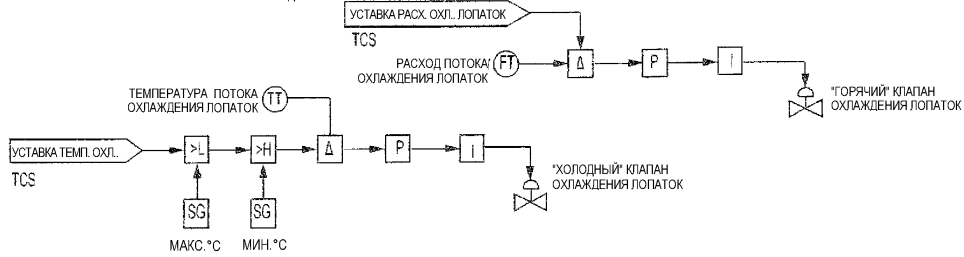 УСТАВКА РАСХ. ОХЛ.. ЛОПАТОК
TCS
РАСХОД ПОТОКА/
ОХЛАЖДЕНИЯ ЛОПАТОК
FT
Δ
P
I
"ГОРЯЧИЙ" КЛАПАН
ОХЛАЖДЕНИЯ ЛОПАТОК
ТЕМПЕРАТУРА ПОТОКА
ОХЛАЖДЕНИЯ ЛОПАТОК
TT
УСТАВКА ТЕМП. ОХЛ..
TCS
>L
>H
Δ
P
I
"ХОЛОДНЫЙ" КЛАПАН
ОХЛАЖДЕНИЯ ЛОПАТОК
SG
SG
МАКС.°C
МИН.°C